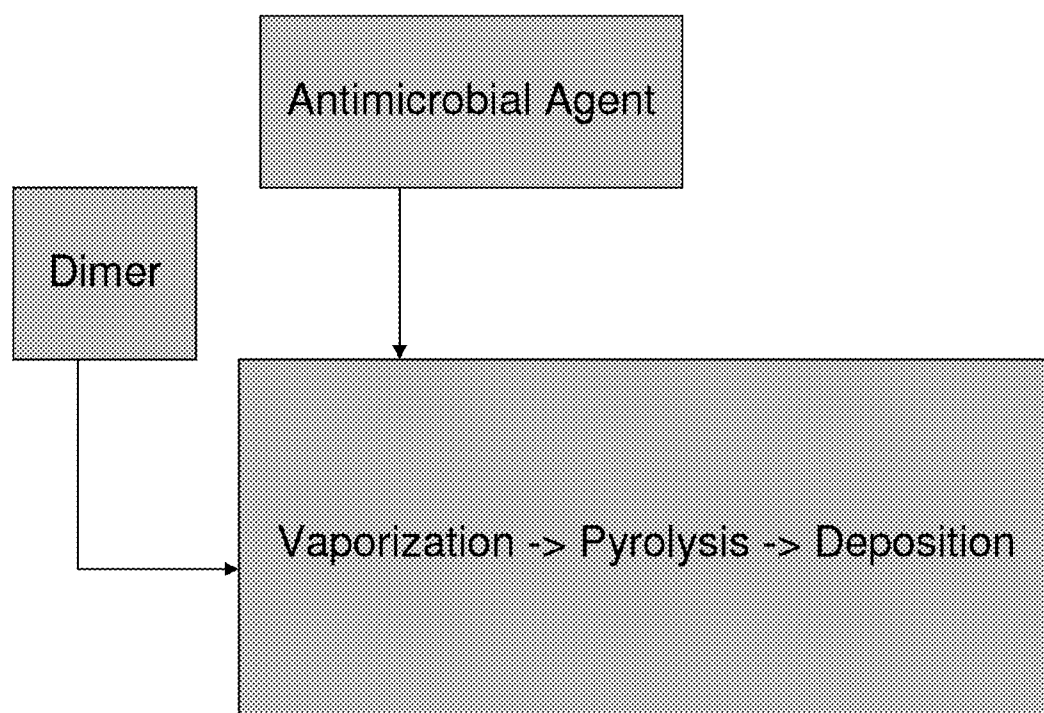 Antimicrobial Agent
Dimer
Vaporization -> Pyrolysis -> Deposition